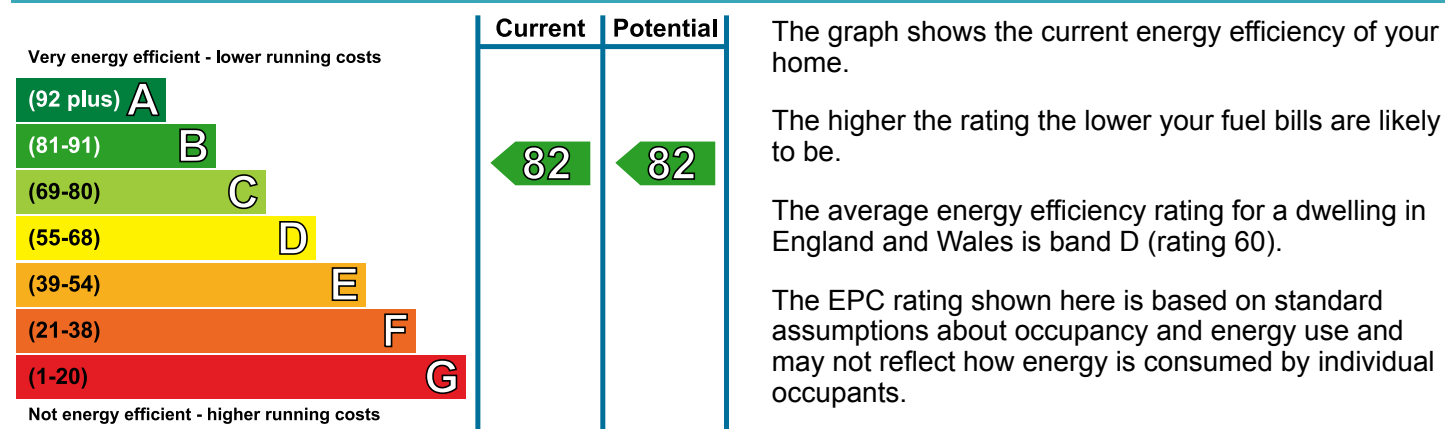 Current Potential
Very energy efficient - lower running costs
(92 plus) A
(81-91) B
82 82
(69-80) C
(55-68) D
(39-54) E
(21-38) F
(1-20) G
Not energy efficient - higher running costs
The graph shows the current energy efficiency of your
home.
The higher the rating the lower your fuel bills are likely
to be.
The average energy efficiency rating for a dwelling in
England and Wales is band D (rating 60).
The EPC rating shown here is based on standard
assumptions about occupancy and energy use and
may not reflect how energy is consumed by individual
occupants.